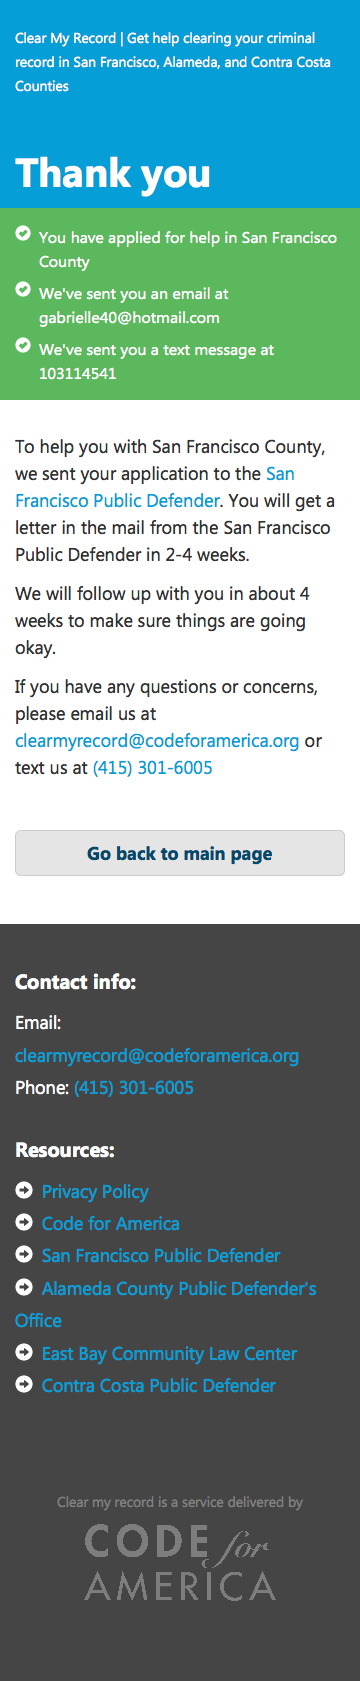 Clear My Record | Get help clearing your criminal
record in San Francisco, Alameda, and Contra Costa
Counties
Thank you
You have applied for help in San Francisco
County
We've sent you an email at
gabrielle40@hotmail.com
We've sent you a text message at
103114541
To help you with San Francisco County,
we sent your application to the San
Francisco Public Defender. You will get a
letter in the mail from the San Francisco
Public Defender in 2-4 weeks.
We will follow up with you in about 4
weeks to make sure things are going
okay.
If you have any questions or concerns,
please email us at
clearmyrecord@codeforamerica.org or
text us at (415) 301-6005
Go back to main page
Contact info:
Email:
clearmyrecord@codeforamerica.org
Phone: (415) 301-6005
Resources:
Privacy Policy
Code for America
San Francisco Public Defender
Alameda County Public Defender's
Office
East Bay Community Law Center
Contra Costa Public Defender
Clear my record is a service delivered by
CODE for
AMERICA